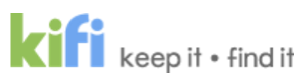 kifi keep it • find it